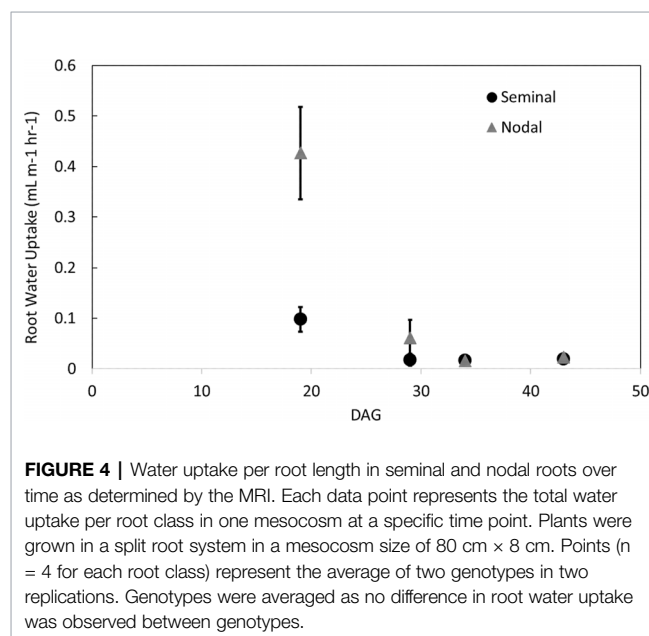 0.6
Seminal
0.5
Nodal
0.4
0.3
0.2
0.1
0
Root Water Uptake (mL m-1 hr-1)
0 10 20 30 40 50
DAG
FIGURE 4 | Water uptake per root length in seminal and nodal roots over
time as determined by the MRI. Each data point represents the total water
uptake per root class in one mesocosm at a specific time point. Plants were
grown in a split root system in a mesocosm size of 80 cm × 8 cm. Points (n
= 4 for each root class) represent the average of two genotypes in two
replications. Genotypes were averaged as no difference in root water uptake
was observed between genotypes.